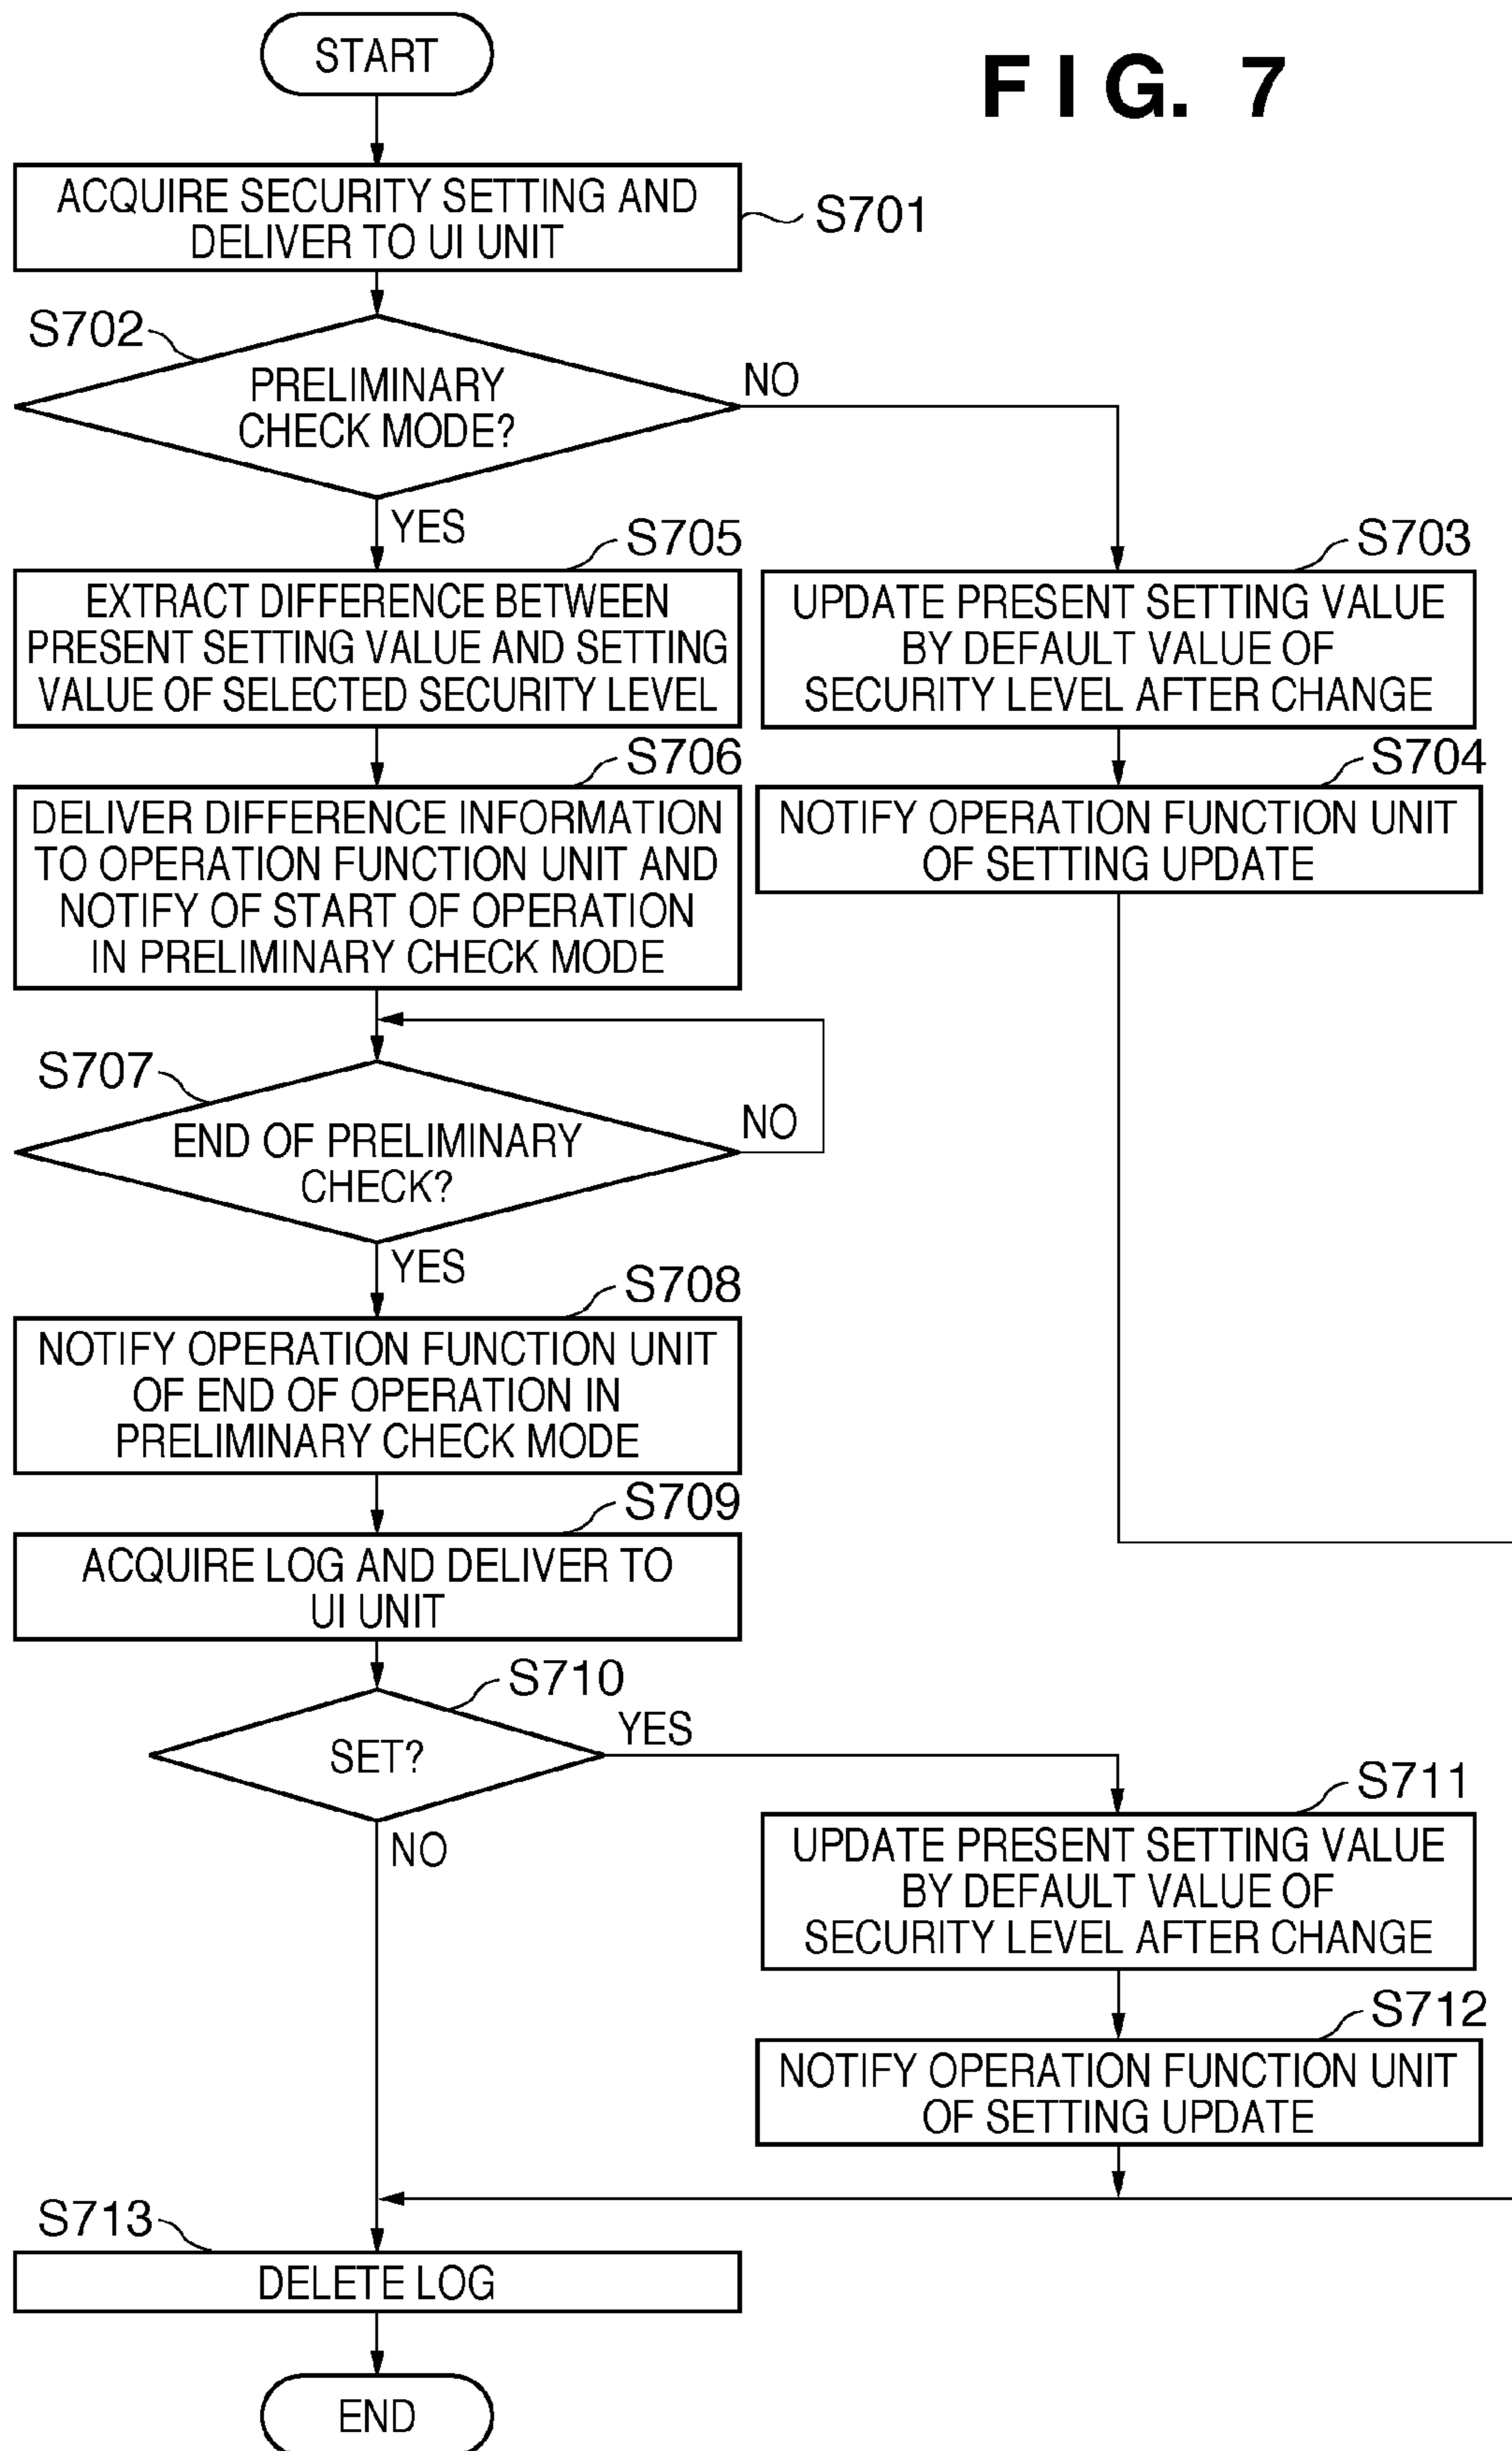 FIG. 7
START
ACQUIRE SECURITY SETTING AND
DELIVER TO UI UNIT
S701
S702
PRELIMINARY
CHECK MODE?
NO
YES
S705
EXTRACT DIFFERENCE BETWEEN
PRESENT SETTING VALUE AND SETTING
VALUE OF SELECTED SECURITY LEVEL
S703
UPDATE PRESENT SETTING VALUE
BY DEFAULT VALUE OF
SECURITY LEVEL AFTER CHANGE
S706
DELIVER DIFFERENCE INFORMATION
TO OPERATION FUNCTION UNIT AND
NOTIFY OF START OF OPERATION
IN PRELIMINARY CHECK MODE
S704
NOTIFY OPERATION FUNCTION UNIT
OF SETTING UPDATE
S707
END OF PRELIMINARY
CHECK?
NO
YES
S708
NOTIFY OPERATION FUNCTION UNIT
OF END OF OPERATION IN
PRELIMINARY CHECK MODE
S709
ACQUIRE LOG AND DELIVER TO
UI UNIT
S710
SET?
YES
NO
S711
UPDATE PRESENT SETTING VALUE
BY DEFAULT VALUE OF
SECURITY LEVEL AFTER CHANGE
S712
NOTIFY OPERATION FUNCTION UNIT
OF SETTING UPDATE
S713
DELETE LOG
END